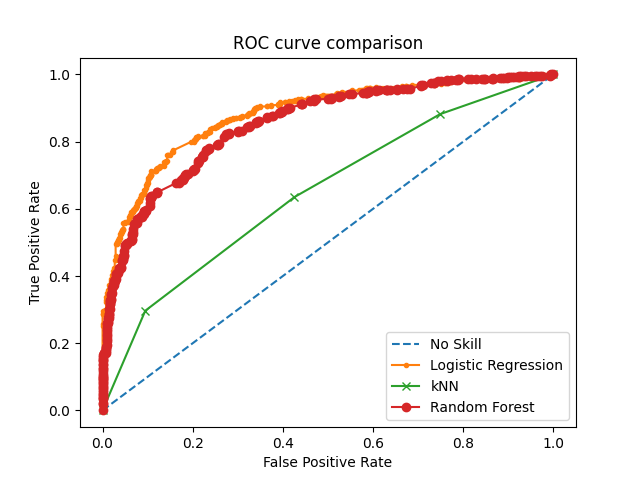 ROC curve comparison
1.0
0.8
0.6
0.4
0.2
0.0
True Positive Rate
No Skill
Logistic Regression
kNN
Random Forest
0.0 0.2 0.4 0.6 0.8 1.0
False Positive Rate